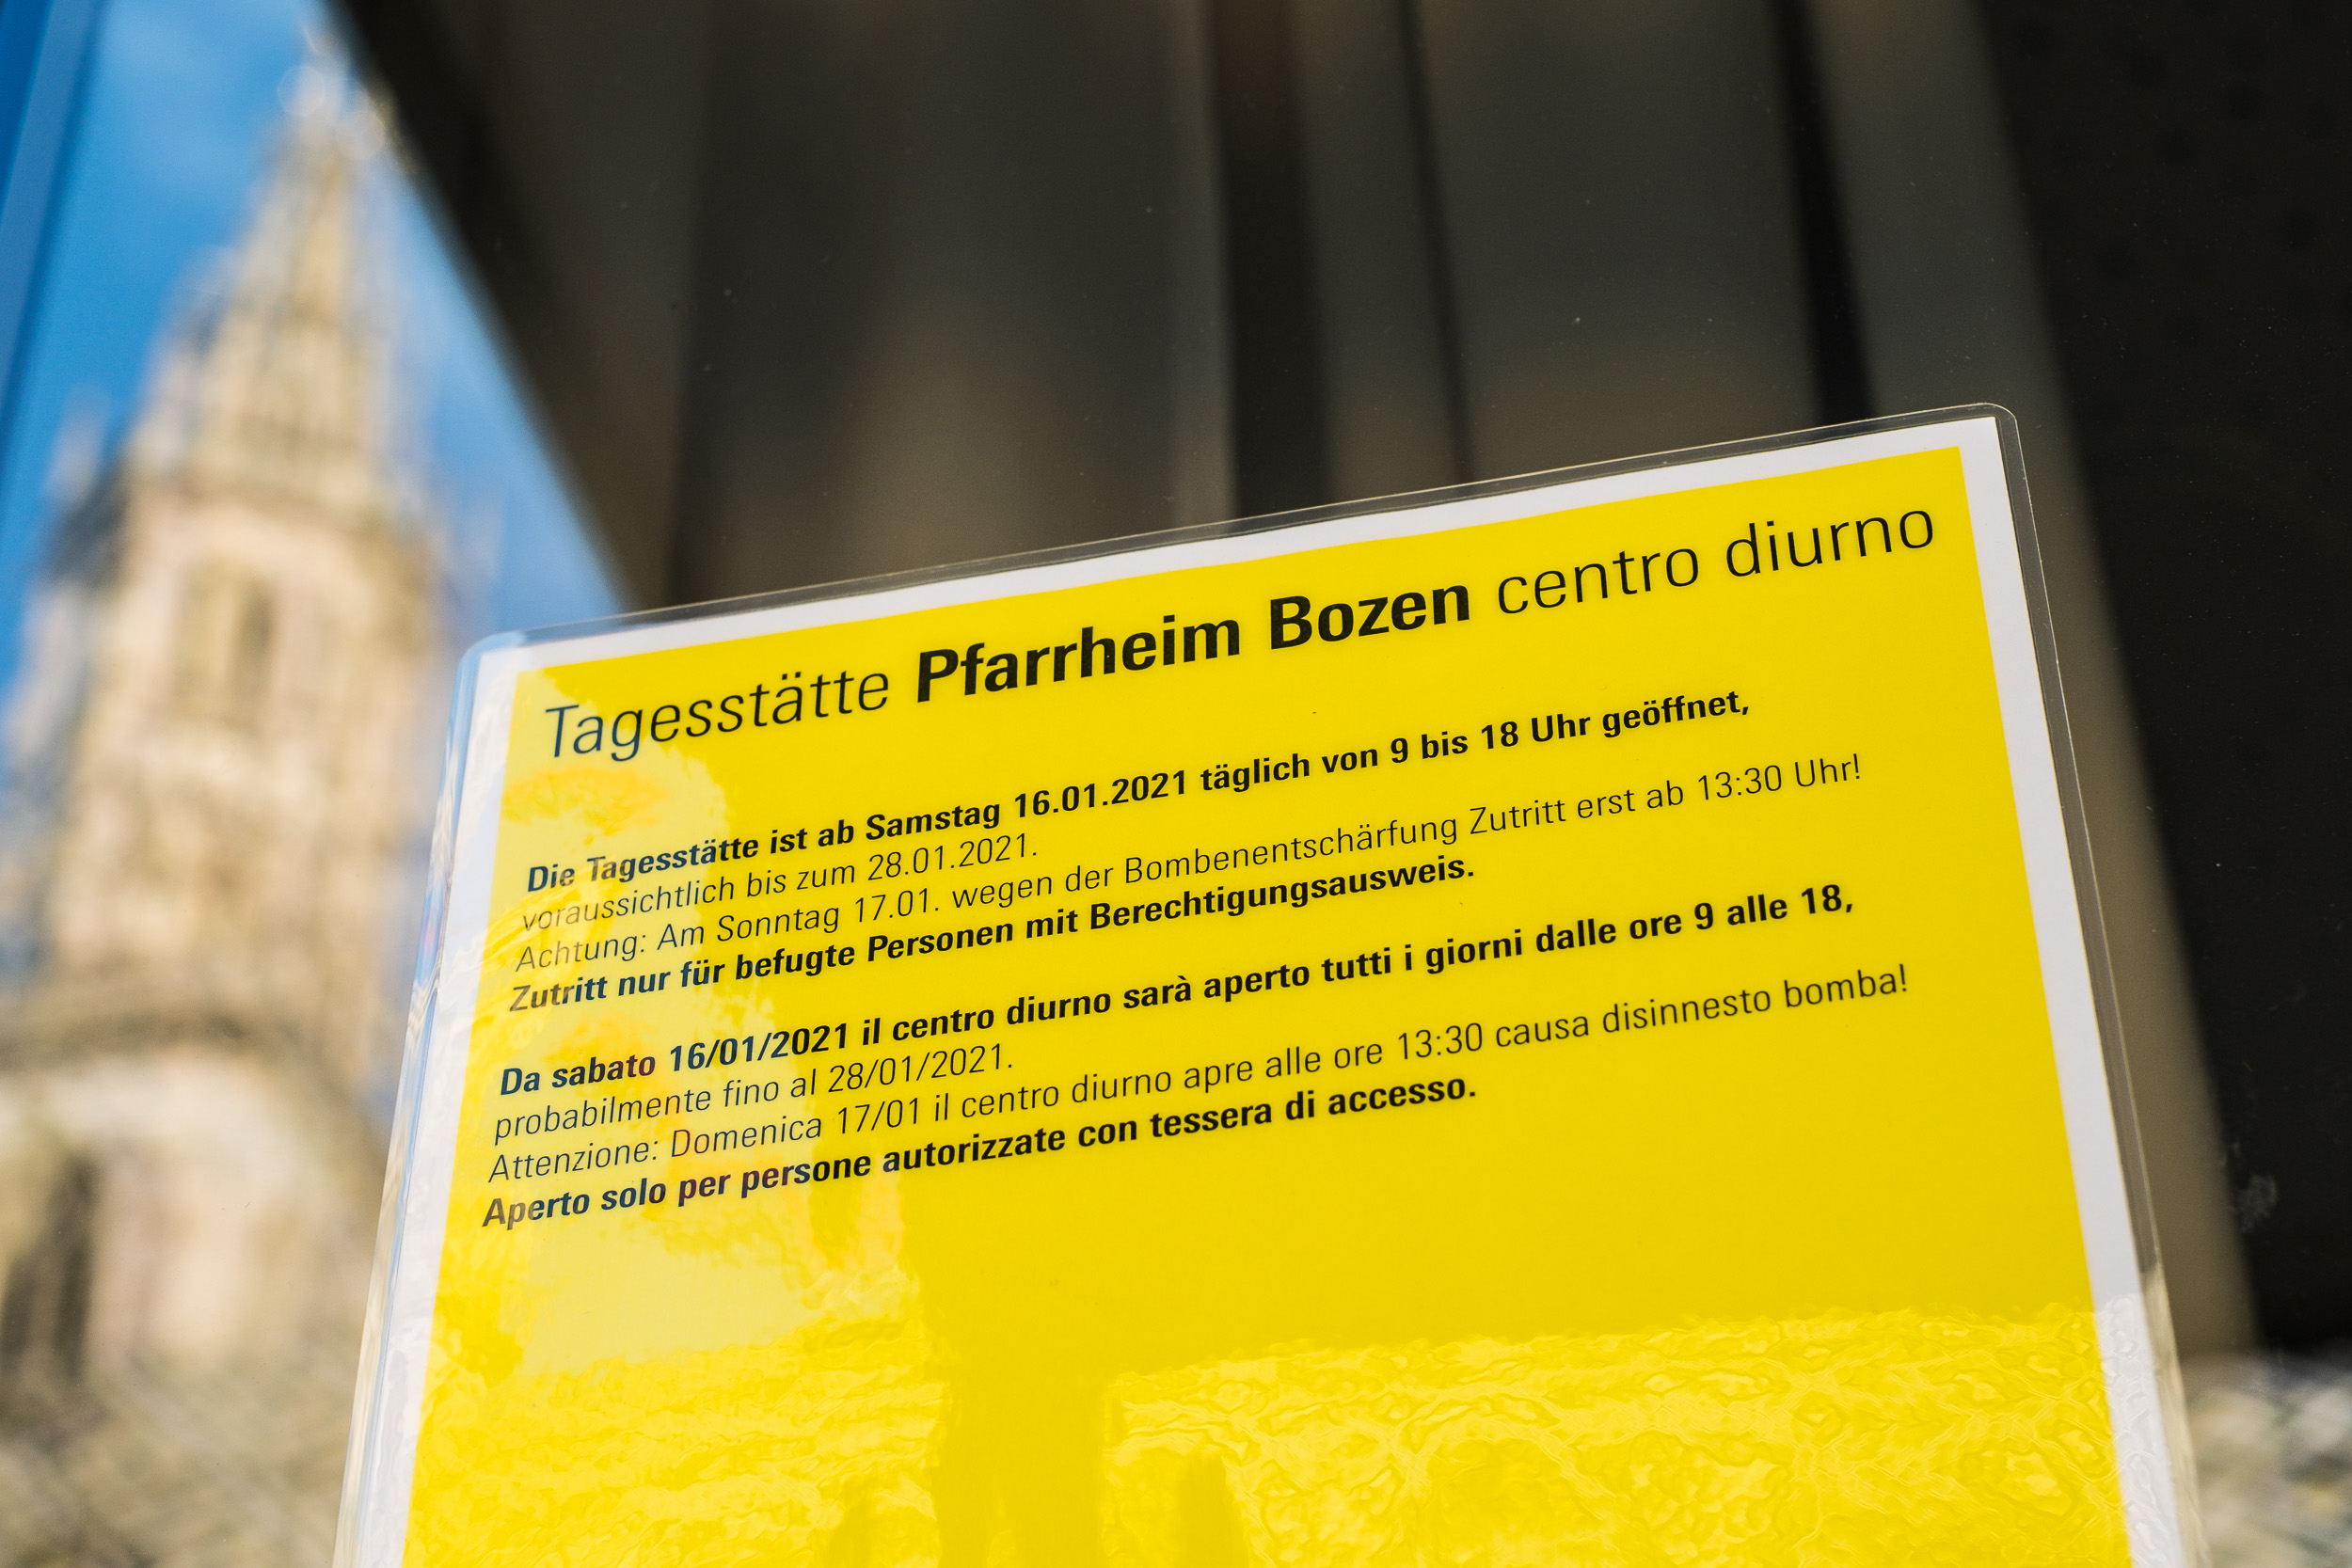 Tagesstätte Pfarrheim Bozen centro diurno
Die Tagesstätte ist ab Samstag 16.01.2021 täglich von 9 bis 18 Uhr geöffnet,
voraussichtlich bis zum 28.01.2021.
Achtung: Am Sonntag 17.01. wegen der Bombenentschärfung Zutritt erst ab 13:30 Uhr!
Zutritt nur für befugte Personen mit Berechtigungsausweis.
Da sabato 16/01/2021 il centro diurno sarà aperto tutti i giorni dalle ore 9 alle 18,
probabilmente fino al 28/01/2021.
Attenzione: Domenica 17/01 il centro diurno apre alle ore 13:30 causa disinnesto bomba!
Aperto solo per persone autorizzate con tessera di accesso.